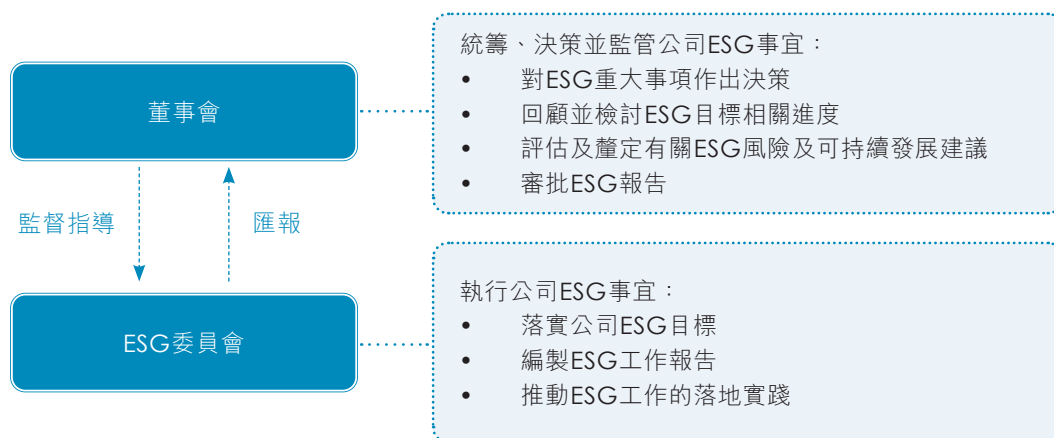 統籌、決策並監管公司ESG事宜：
• 對ESG重大事項作出決策
董事會
• 回顧並檢討ESG目標相關進度
• 評估及釐定有關ESG風險及可持續發展建議
• 審批ESG報告
監督指導
匯報
執行公司ESG事宜：
• 落實公司ESG目標
ESG委員會
• 編製ESG工作報告
• 推動ESG工作的落地實踐